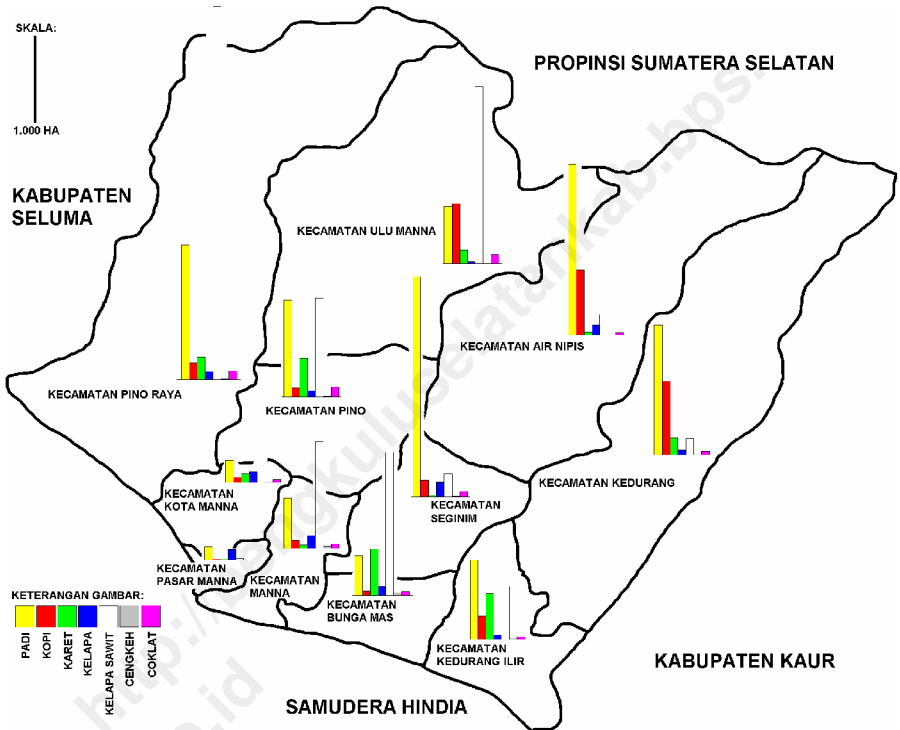 SKALA:
1.000 HA
PROPINSI SUMATERA SELATAN
KABUPATEN
SELUMA
KECAMATAN ULU MANNA
KECAMATAN AIR NIPIS
KECAMATAN PINO RAYA
KECAMATAN PINO
KECAMATAN KEDURANG
KECAMATAN
KOTA MANNA
KECAMATAN
SEGINIM
KECAMATAN
PASAR MANNA
KECAMATAN
MANNA
KECAMATAN
BUNGA MAS
KECAMATAN
KEDURANG ILIR
KETERANGAN GAMBAR:
PADI
KOPI
KARET
KELAPA
KELAPA SAWIT
CENGKEH
COKLAT
KABUPATEN KAUR
SAMUDERA HINDIA
http://bengkuluselatankab.bps.
go.id